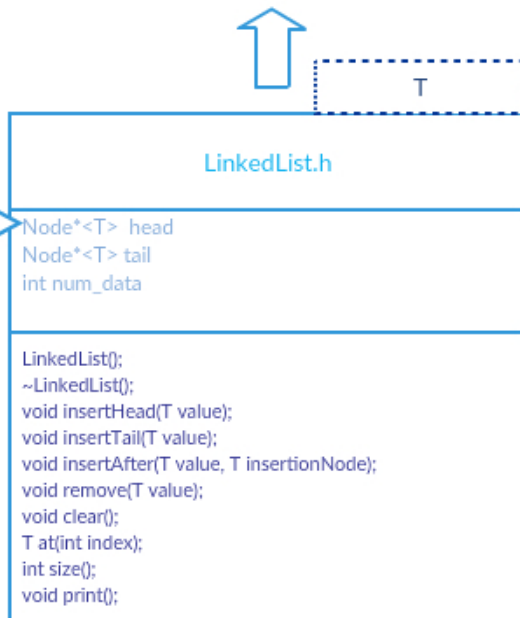 T
LinkedList.h
Node*<T> head
Node*<T> tail
int num_data
LinkedList();
~LinkedList();
void insertHead(T value);
void insertTail(T value);
void insertAfter(T value, T insertionNode);
void remove(T value);
void clear();
T at(int index);
int size();
void print();